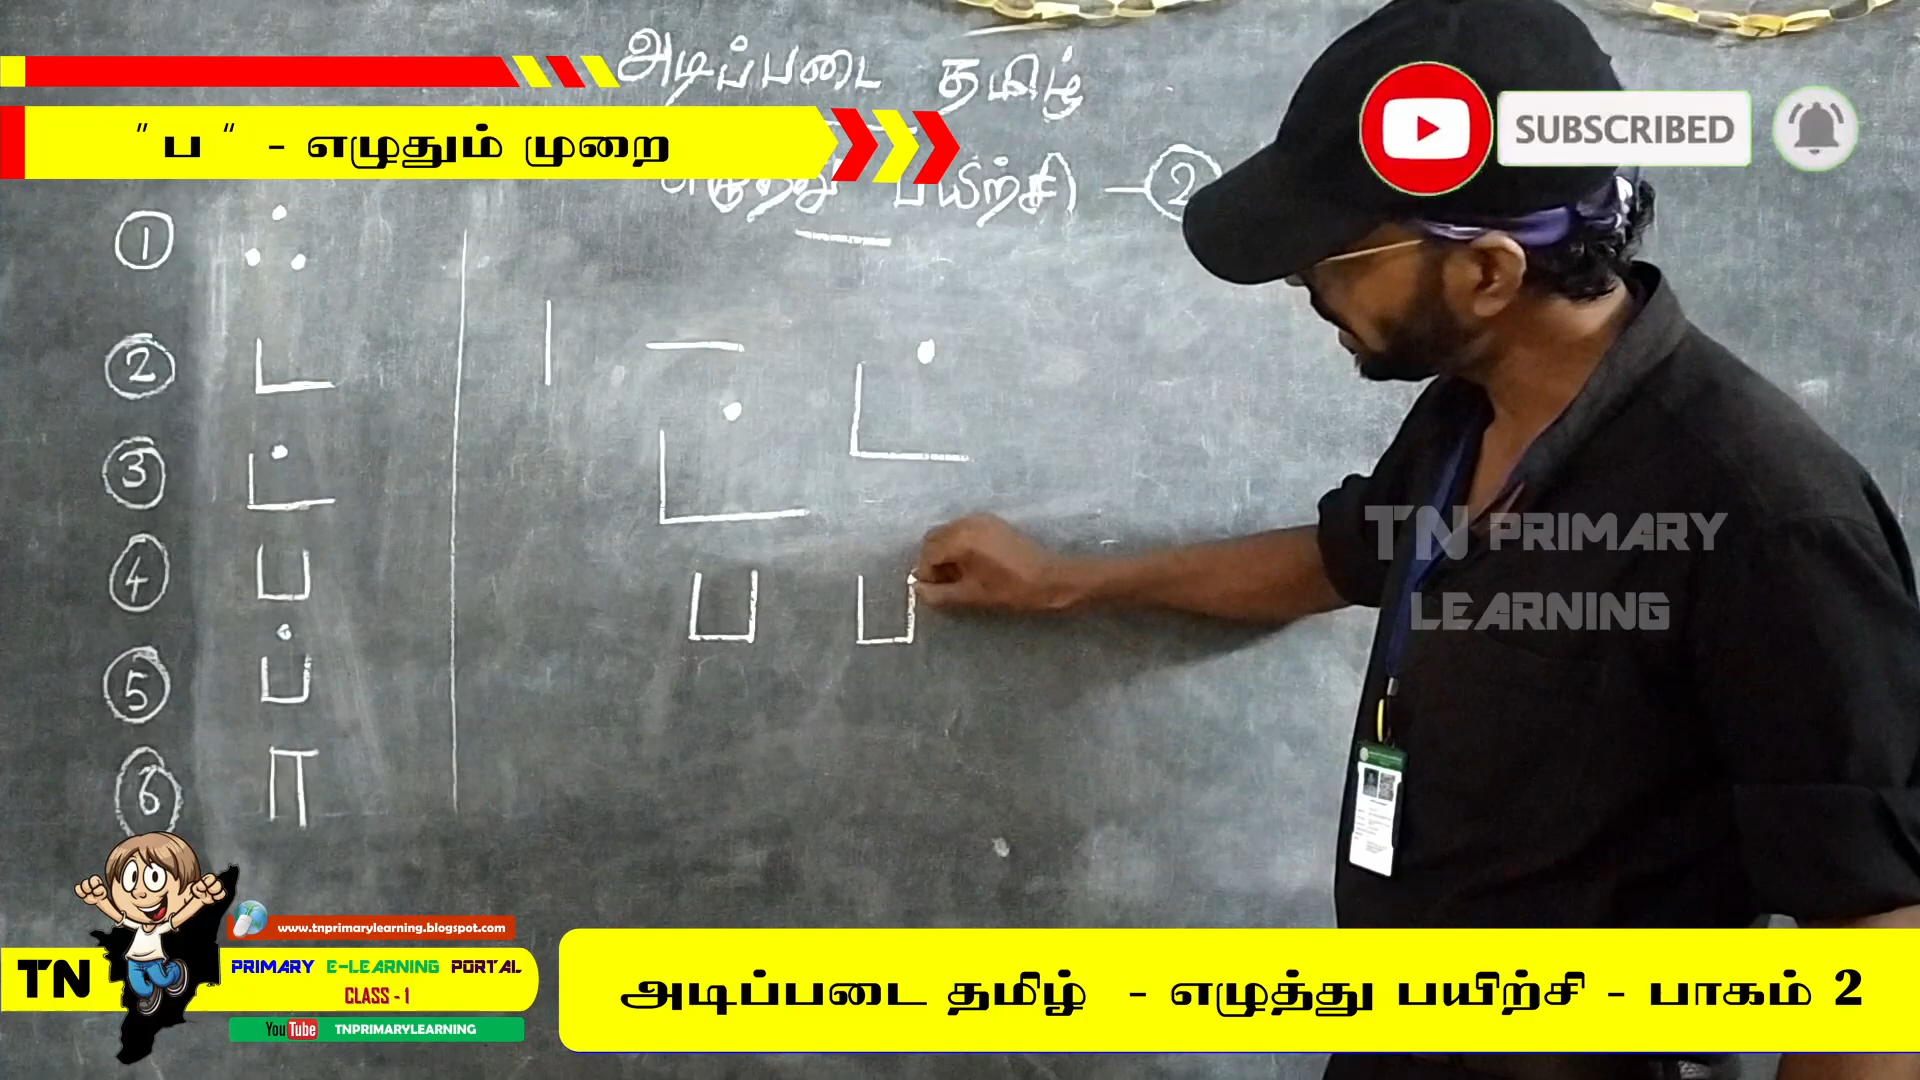 அடிப்படை தமிழ்
" ப " - எழுதும் முறை
SUBSCRIBED
எழுத்து பயிற்சி - 2
1 ஃ
2 ட
3 ட்
4 ப
5 ப்
6 ா
ட் ட்
ப ப
TN PRIMARY
LEARNING
www.tnprimarylearning.blogspot.com
TN PRIMARY E-LEARNING PORTAL
CLASS - 1
YouTube TNPRIMARYLEARNING
அடிப்படை தமிழ் - எழுத்து பயிற்சி - பாகம் 2